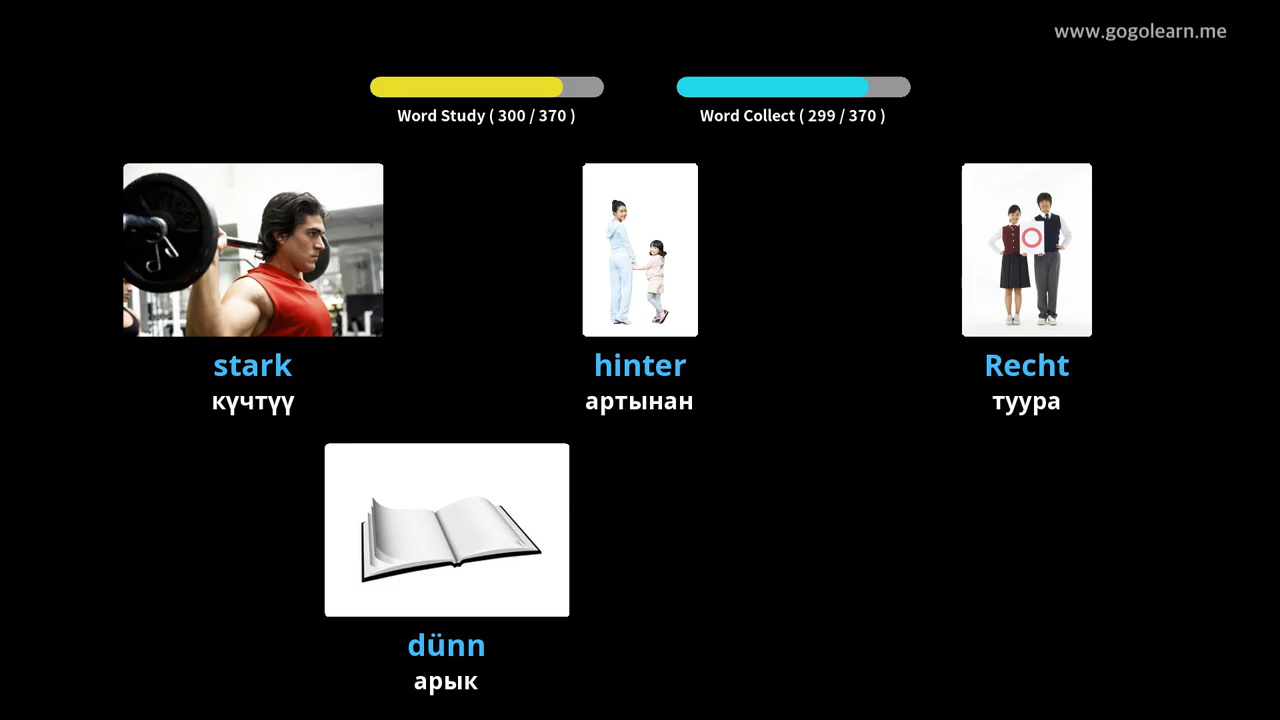 www.gogolearn.me
Word Study ( 300 / 370 )
Word Collect ( 299 / 370 )
stark
күчтүү
hinter
артынан
Recht
туура
dünn
арык